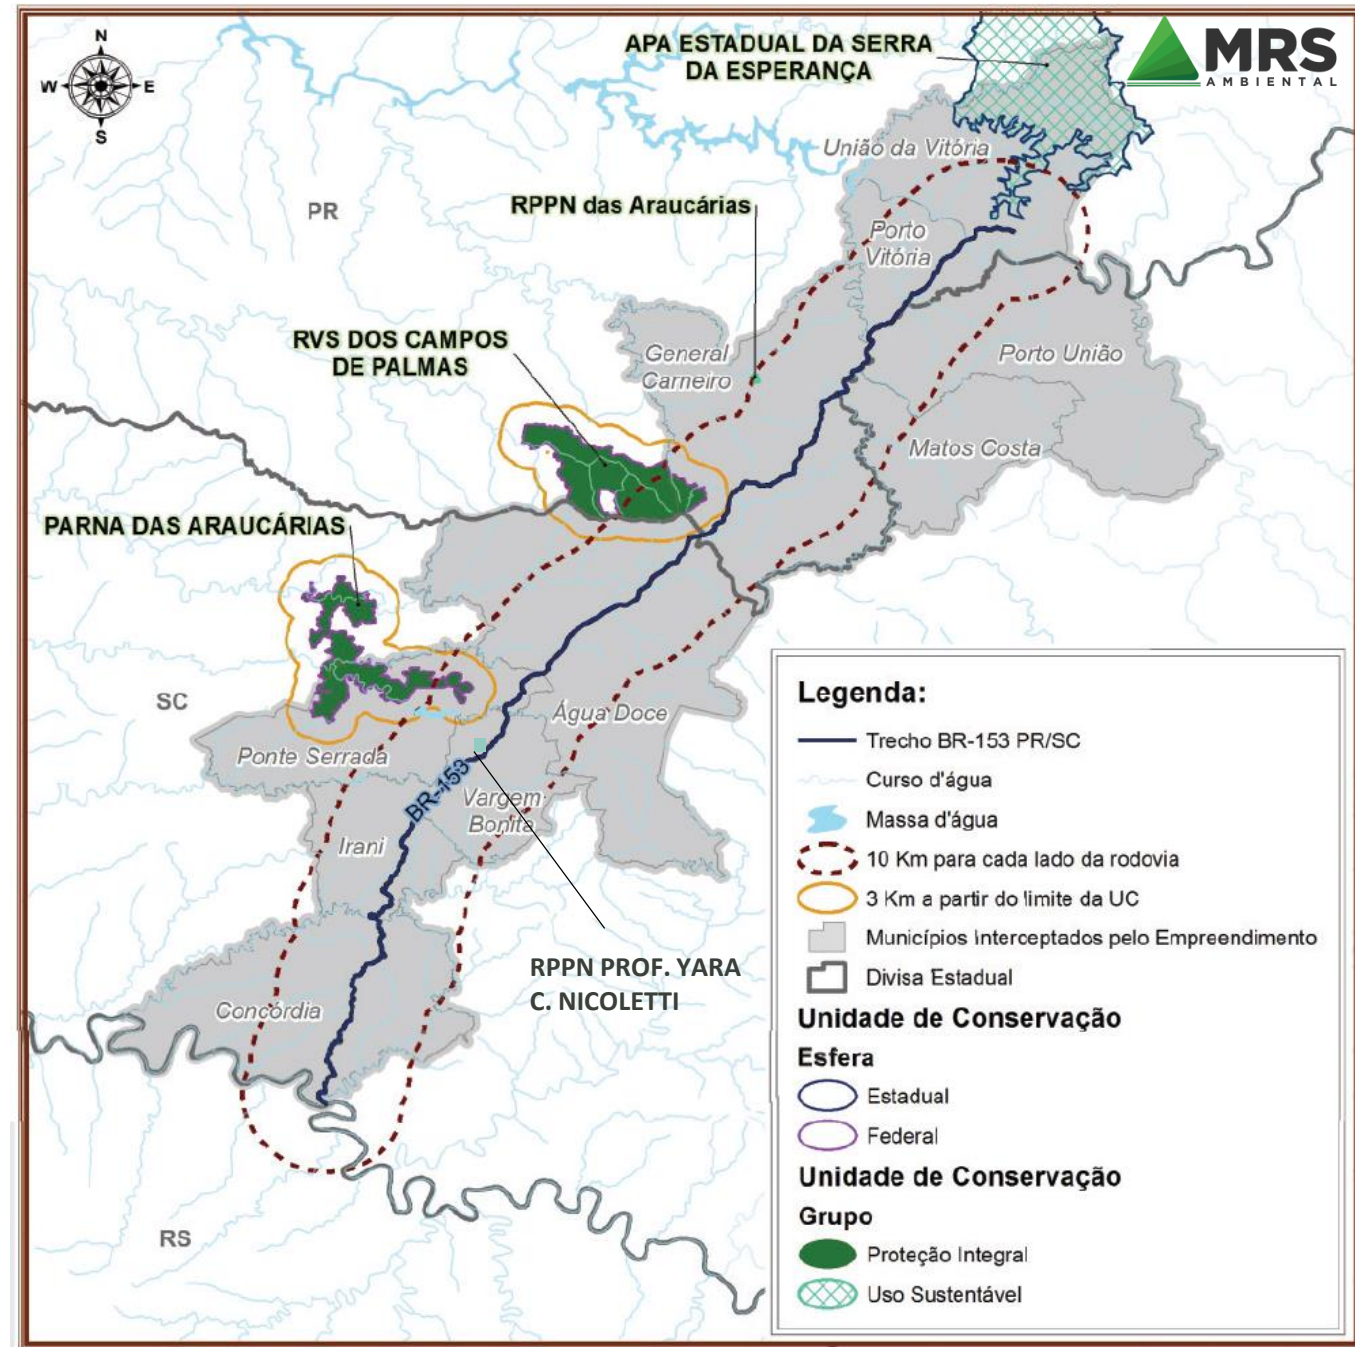 N
W
E
S
APA ESTADUAL DA SERRA
DA ESPERANÇA
MRS
AMBIENTAL
União da Vitória
RPPN das Araucárias
PR
Porto
Vitória
RVS DOS CAMPOS
DE PALMAS
General
Carneiro
Porto União
Matos Costa
PARNA DAS ARAUCÁRIAS
SC
Ponte Serrada
Água Doce
BR-153
Vargem
Bonita
Irani
RPPN PROF. YARA
C. NICOLETTI
Concórdia
RS
Legenda:
Trecho BR-153 PR/SC
Curso d'água
Massa d'água
10 Km para cada lado da rodovia
3 Km a partir do limite da UC
Municípios Interceptados pelo Empreendimento
Divisa Estadual
Unidade de Conservação
Esfera
Estadual
Federal
Unidade de Conservação
Grupo
Proteção Integral
Uso Sustentável